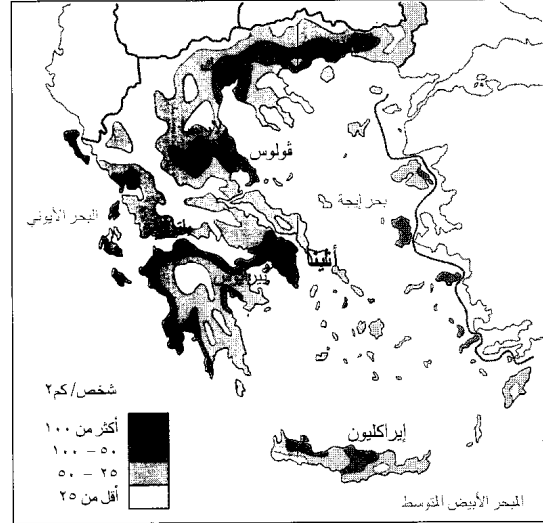 ڤولوس
بحر إيجة
البحر الأيوني
أثينا
شخص/كم٢
أكثر من ١٠٠
٥٠ – ١٠٠
٢٥ – ٥٠
أقل من ٢٥
إيراكليون
البحر الأبيض المتوسط